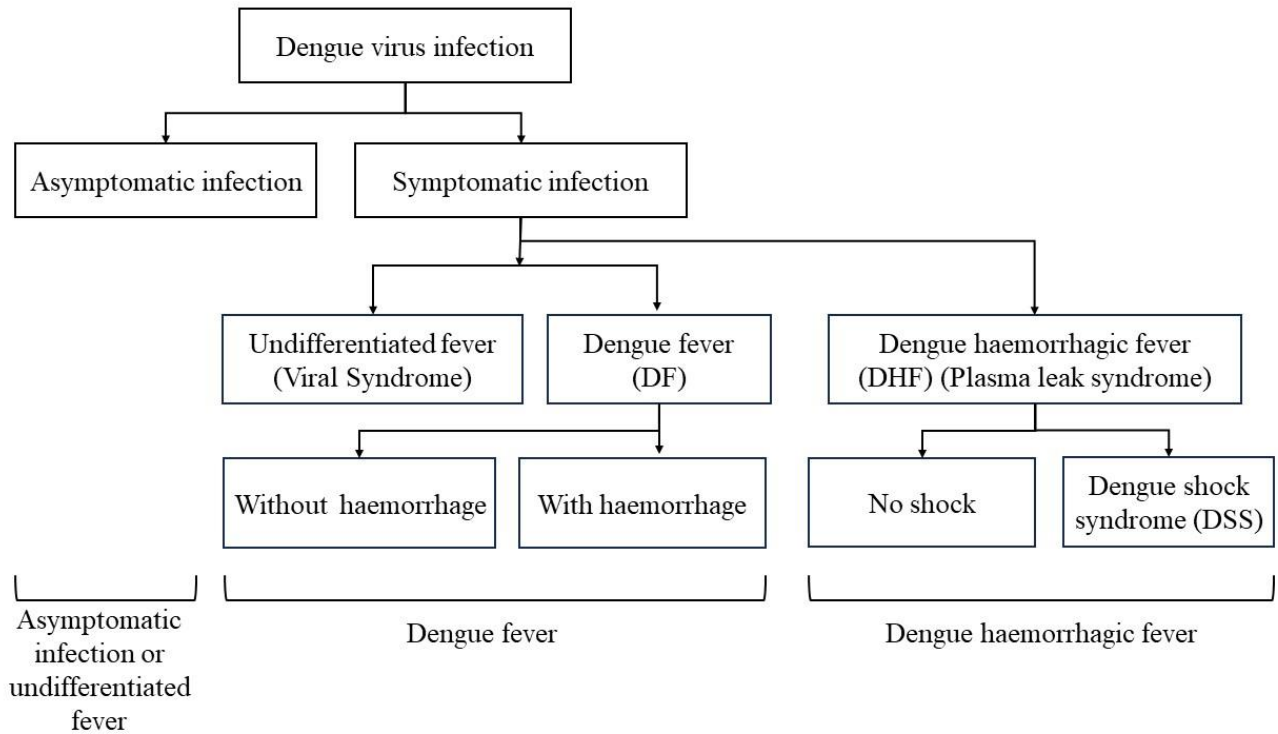 Dengue virus infection
Asymptomatic infection
Symptomatic infection
Undifferentiated fever
(Viral Syndrome)
Dengue fever
(DF)
Dengue haemorrhagic fever
(DHF) (Plasma leak syndrome)
Without haemorrhage
With haemorrhage
No shock
Dengue shock
syndrome (DSS)
Asymptomatic
infection or
undifferentiated
fever
Dengue fever
Dengue haemorrhagic fever